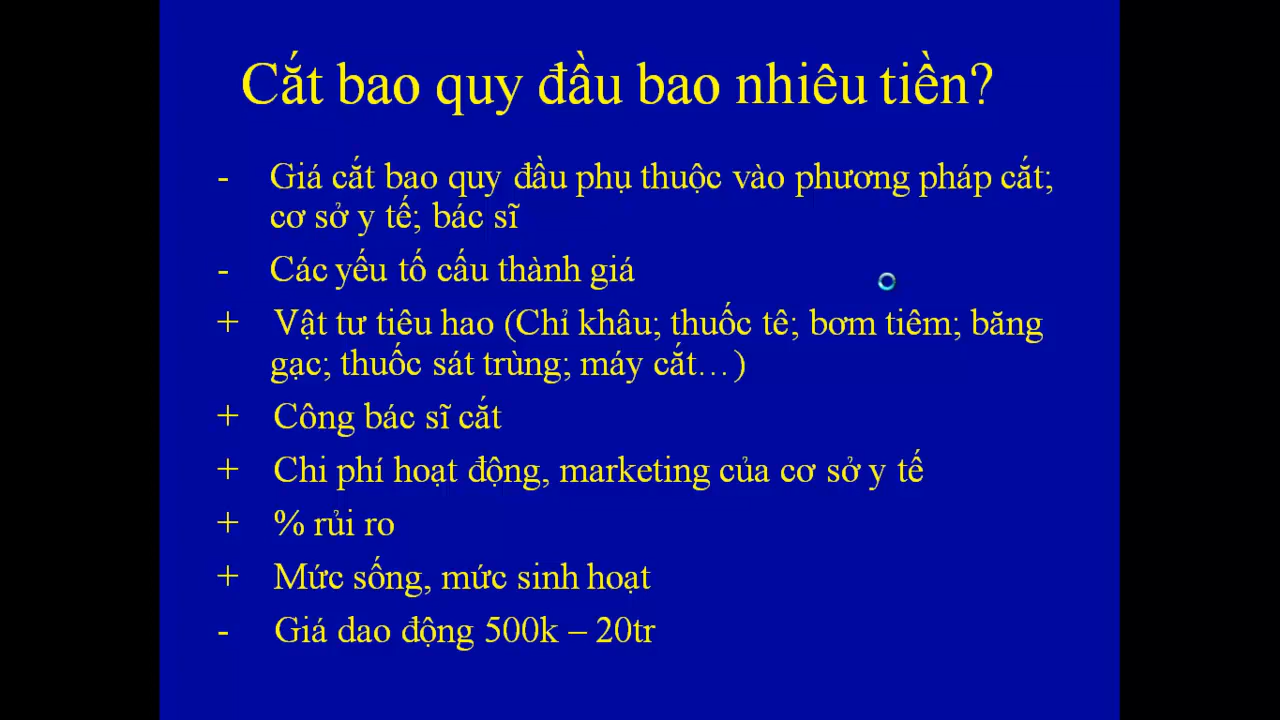 Cắt bao quy đầu bao nhiêu tiền?
- Giá cắt bao quy đầu phụ thuộc vào phương pháp cắt;
cơ sở y tế; bác sĩ
- Các yếu tố cấu thành giá
+ Vật tư tiêu hao (Chỉ khâu; thuốc tê; bơm tiêm; băng
gạc; thuốc sát trùng; máy cắt…)
+ Công bác sĩ cắt
+ Chi phí hoạt động, marketing của cơ sở y tế
+ % rủi ro
+ Mức sống, mức sinh hoạt
- Giá dao động 500k – 20tr